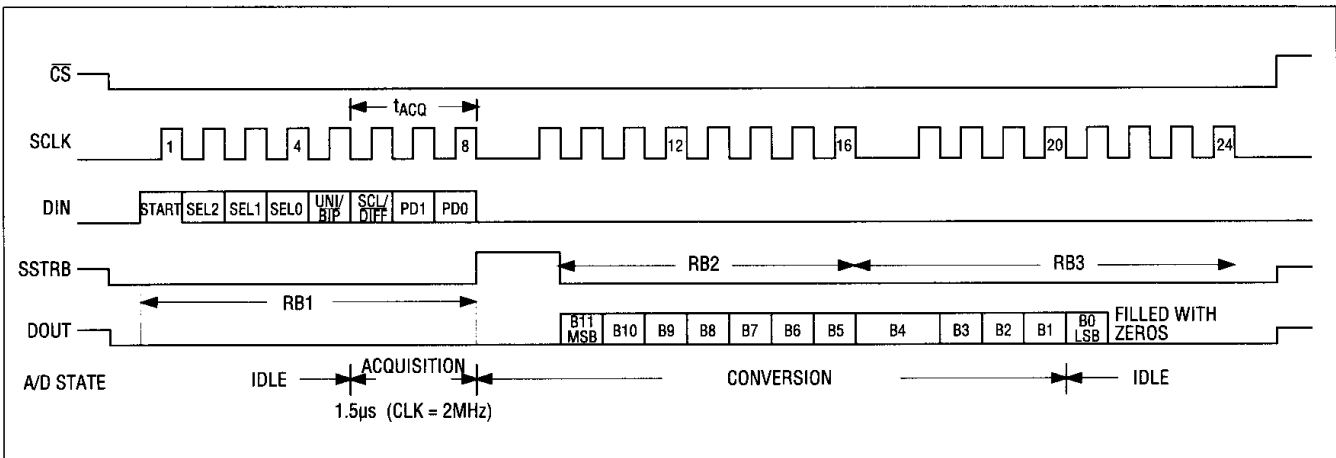 CS
tACQ
SCLK 1 4 8 12 16 20 24
DIN START SEL2 SEL1 SEL0 UNI/ BIP SCL/ DIFF PD1 PD0
SSTRB RB2 RB3
RB1
DOUT B11 MSB B10 B9 B8 B7 B6 B5 B4 B3 B2 B1 B0 LSB FILLED WITH ZEROS
A/D STATE IDLE ACQUISITION CONVERSION IDLE
1.5μs (CLK = 2MHz)